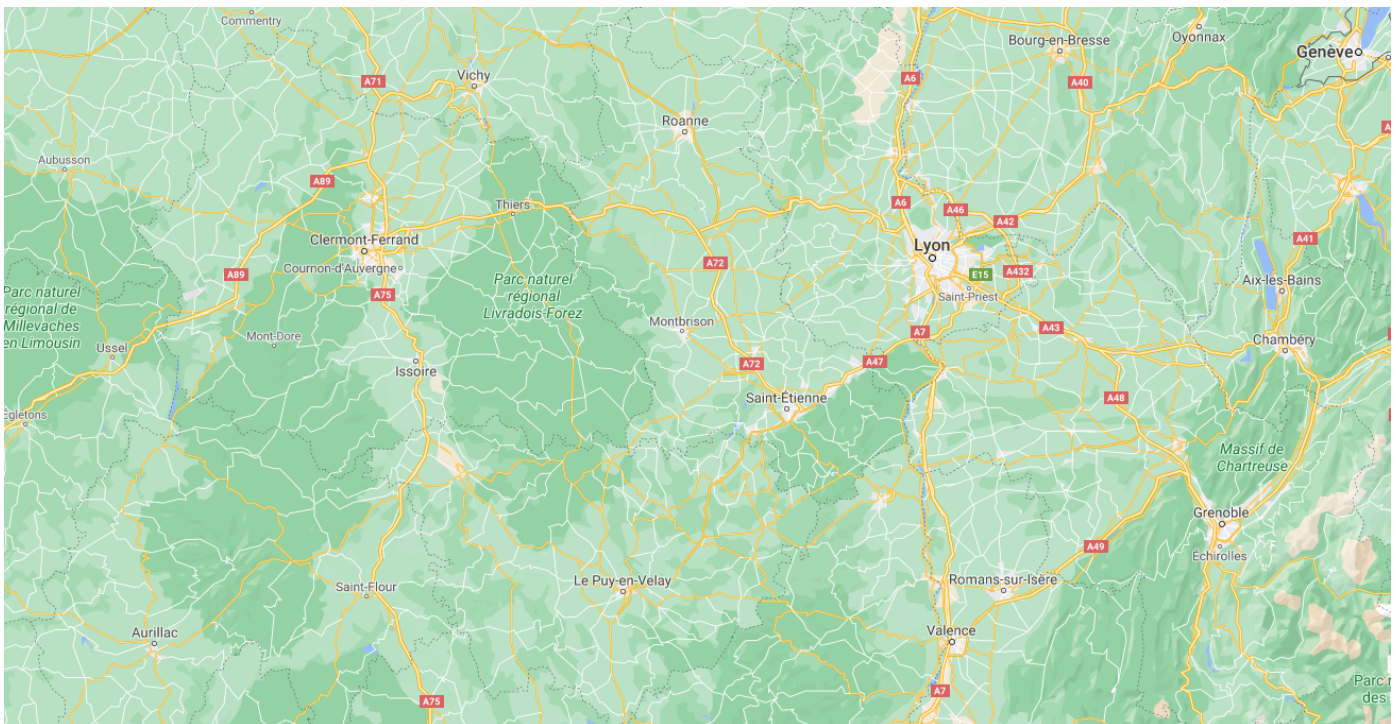 Commentry
Vichy
A71
A6
Bourg-en-Bresse
Oyonnax
Genève
A40
Roanne
Aubusson
A89
Thiers
A6
A46
A42
Clermont-Ferrand
Cournon-d'Auvergne
A89
A75
A72
Lyon
E15
A432
Saint-Priest
A41
Aix-les-Bains
Parc naturel
régional de
Millevaches
en Limousin
Parc naturel
régional
Livradois-Forez
Ussel
Mont-Dore
Issoire
Montbrison
A7
A43
Chambéry
A72
A47
Saint-Étienne
A48
Egletons
Massif de
Chartreuse
Grenoble
Échirolles
A49
Saint-Flour
Le Puy-en-Velay
Romans-sur-Isère
Aurillac
Valence
A75
A7
Parc
des